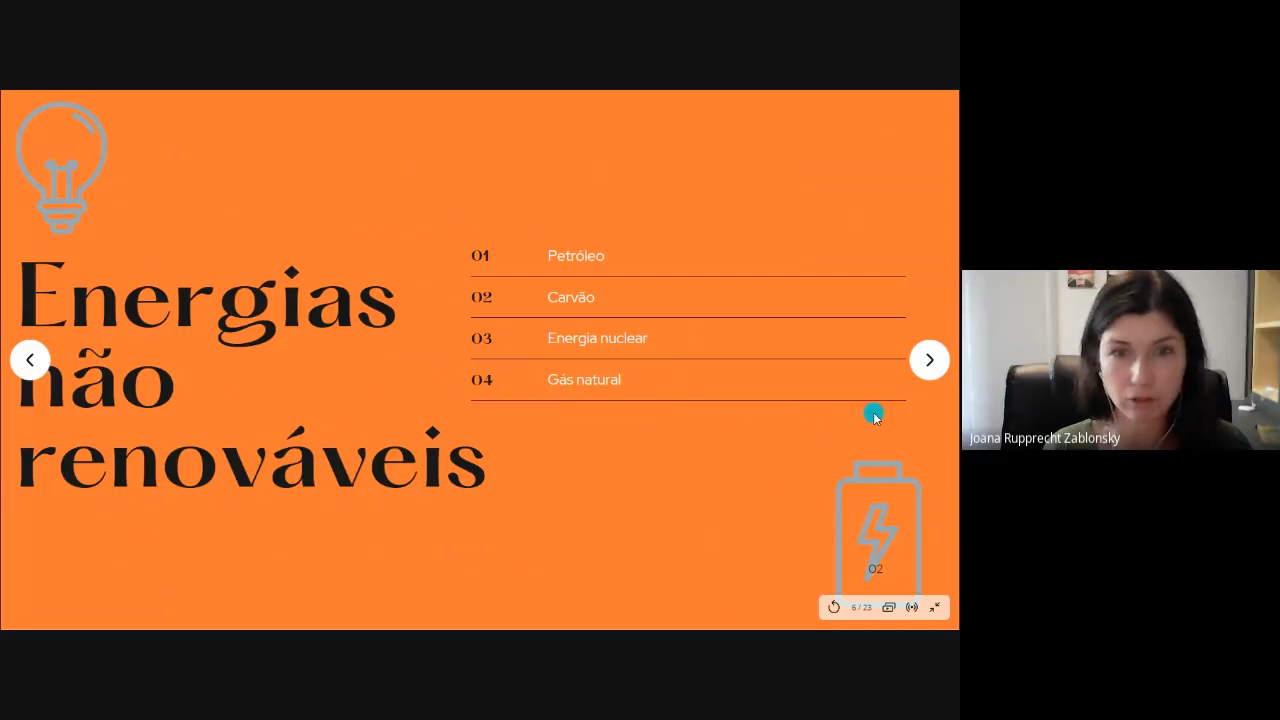 Energias
não
renováveis
01 Petróleo
02 Carvão
03 Energia nuclear
04 Gás natural
02
6 / 23
Joana Rupprecht Zablonsky